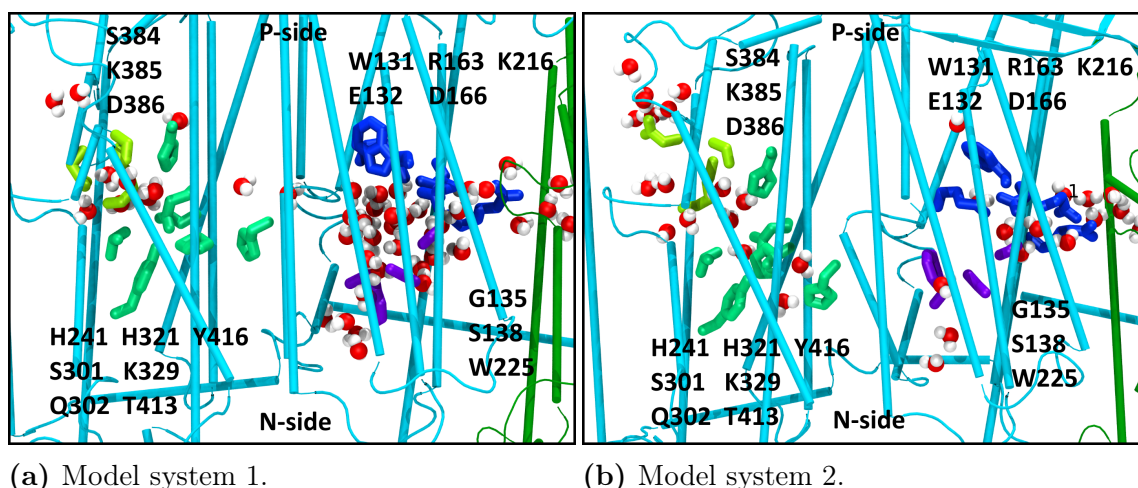 S384
P-side
K385
W131 R163 K216
D386
E132 D166
G135
H241 H321 Y416
S138
S301 K329
W225
Q302 T413
N-side
(a) Model system 1.
S384
P-side
K385
W131 R163 K216
D386
E132 D166
1
G135
H241 H321 Y416
S138
S301 K329
W225
Q302 T413
N-side
(b) Model system 2.